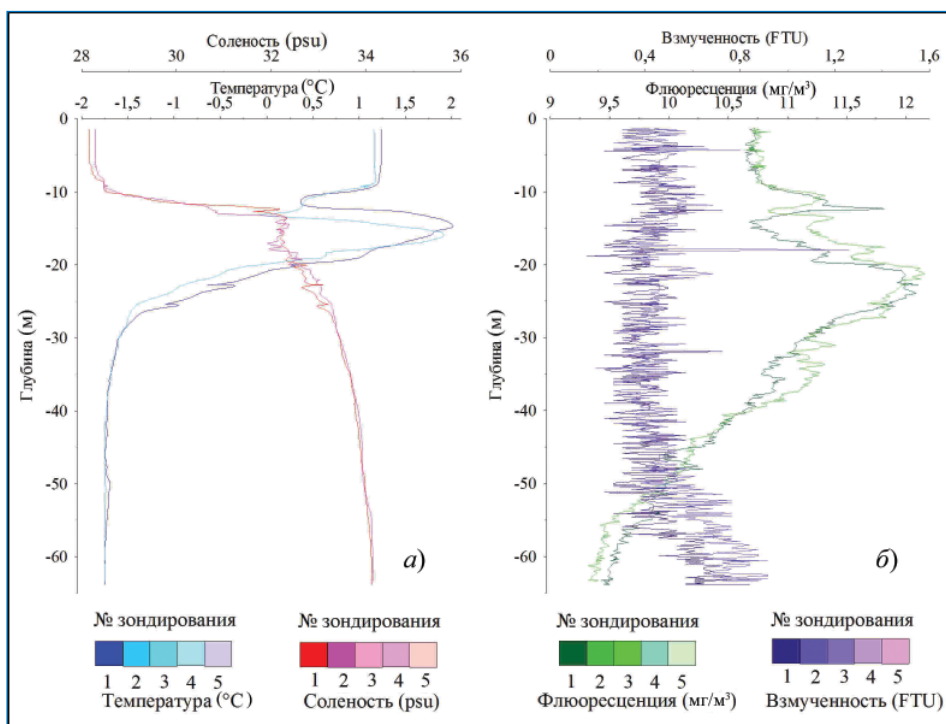 Соленость (psu)
28 30 32 34 36
Температура (°C)
-2 -1,5 -1 -0,5 0 0,5 1 1,5 2
0
-10
-20
-30
-40
-50
-60
Глубина (м)
а)
Взмученность (FTU)
0 0,4 0,8 1,2 1,6
Флюоресценция (мг/м³)
9 9,5 10 10,5 11 11,5 12
0
-10
-20
-30
-40
-50
-60
Глубина (м)
б)
№ зондирования
1 2 3 4 5
Температура (°C)
№ зондирования
1 2 3 4 5
Соленость (psu)
№ зондирования
1 2 3 4 5
Флюоресценция (мг/м³)
№ зондирования
1 2 3 4 5
Взмученность (FTU)